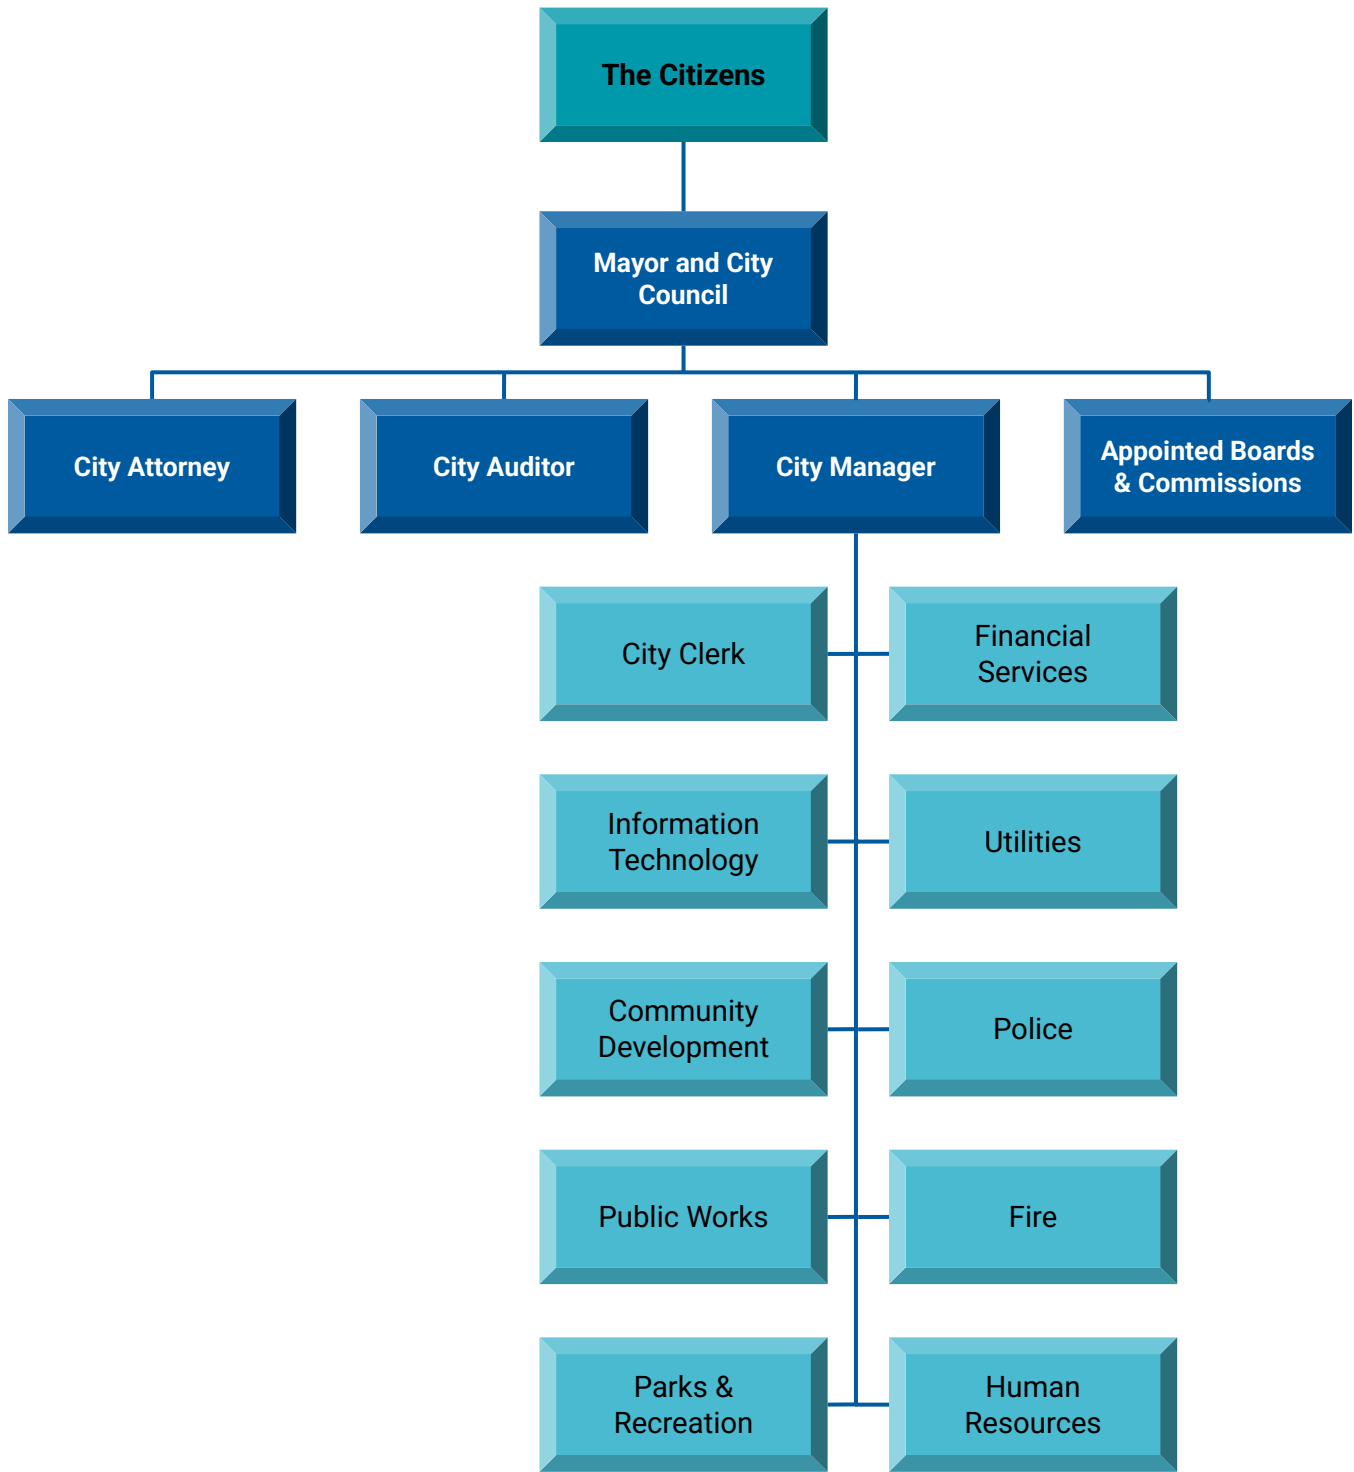 The Citizens
Mayor and City
Council
City Attorney
City Auditor
City Manager
Appointed Boards
& Commissions
City Clerk
Financial
Services
Information
Technology
Utilities
Community
Development
Police
Public Works
Fire
Parks &
Recreation
Human
Resources